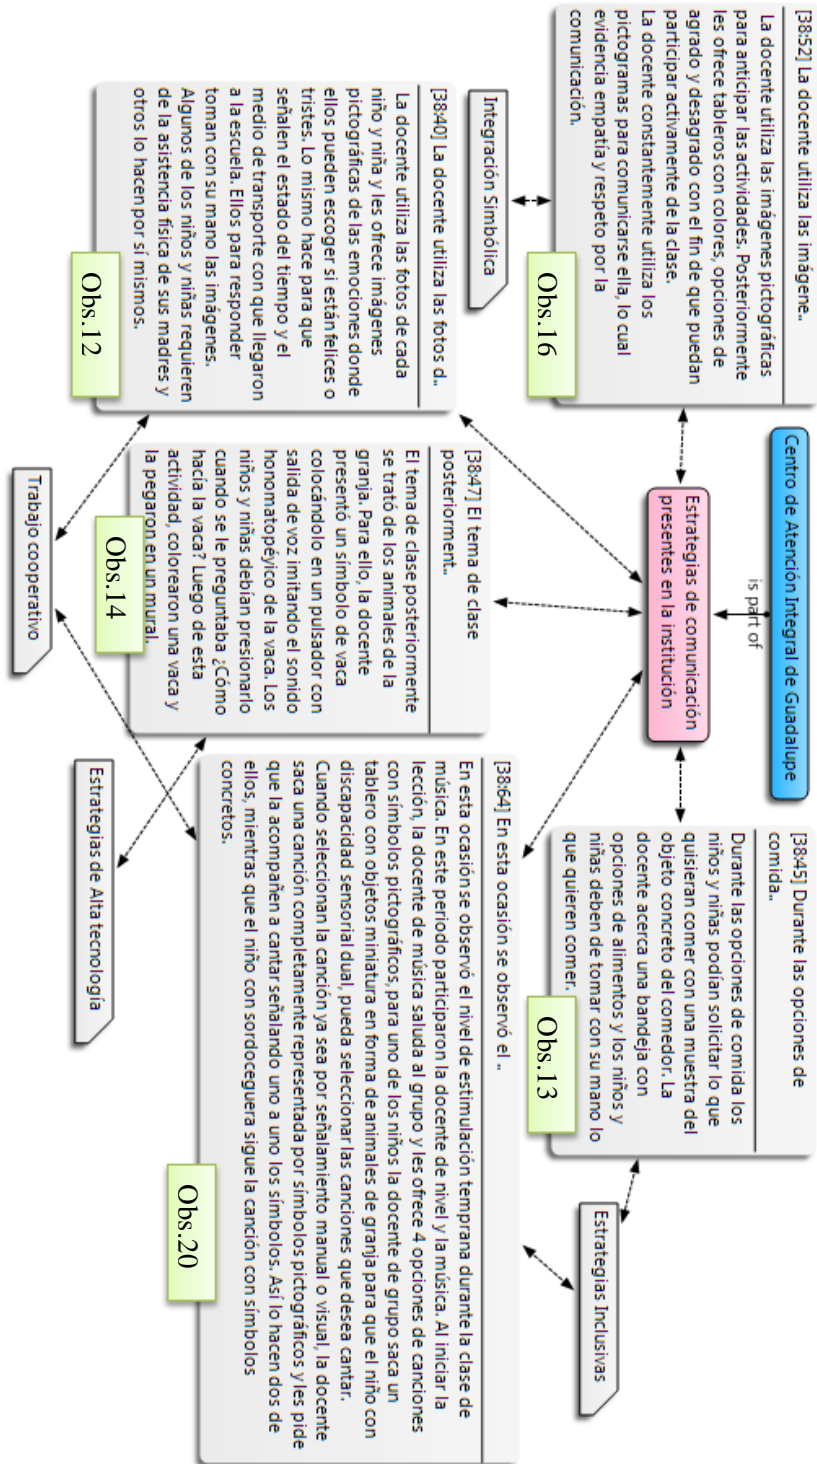 Centro de Atención Integral de Guadalupe
is part of
Estrategias de comunicación
presentes en la institución
[38:52] La docente utiliza las imágene..
La docente utiliza las imágenes pictográficas
para anticipar las actividades. Posteriormente
les ofrece tableros con colores, opciones de
agrado y desagrado con el fin de que puedan
participar activamente de la clase.
La docente constantemente utiliza los
pictogramas para comunicarse ella, lo cual
evidencia empatía y respeto por la
comunicación.
Obs.16
[38:45] Durante las opciones de
comida..
Durante las opciones de comida los
niños y niñas podían solicitar lo que
quisieran comer con una muestra del
objeto concreto del comedor. La
docente acerca una bandeja con
opciones de alimentos y los niños y
niñas deben de tomar con su mano lo
que quieren comer.
Obs.13
Integración Simbólica
Estrategias Inclusivas
[38:40] La docente utiliza las fotos d..
La docente utiliza las fotos de cada
niño y niña y les ofrece imágenes
pictográficas de las emociones donde
ellos pueden escoger si están felices o
tristes. Lo mismo hace para que
señalen el estado del tiempo y el
medio de transporte con que llegaron
a la escuela. Ellos para responder
toman con su mano las imágenes.
Algunos de los niños y niñas requieren
de la asistencia física de sus madres y
otros lo hacen por sí mismos.
Obs.12
[38:47] El tema de clase
posteriorment..
El tema de clase posteriormente
se trató de los animales de la
granja. Para ello, la docente
presentó un símbolo de vaca
colocándolo en un pulsador con
salida de voz imitando el sonido
honomatopéyico de la vaca. Los
niños y niñas debían presionarlo
cuando se le preguntaba ¿Cómo
hacía la vaca? Luego de esta
actividad, colorearon una vaca y
la pegaron en un mural.
Obs.14
[38:64] En esta ocasión se observó el ..
En esta ocasión se observó el nivel de estimulación temprana durante la clase de
música. En este periodo participaron la docente de nivel y la música. Al iniciar la
lección, la docente de música saluda al grupo y les ofrece 4 opciones de canciones
con símbolos pictográficos, para uno de los niños la docente de grupo saca un
tablero con objetos miniatura en forma de animales de granja para que el niño con
discapacidad sensorial dual, pueda seleccionar las canciones que desea cantar.
Cuando seleccionan la canción ya sea por señalamiento manual o visual, la docente
saca una canción completamente representada por símbolos pictográficos y les pide
que la acompañen a cantar señalando uno a uno los símbolos. Así lo hacen dos de
ellos, mientras que el niño con sordoceguera sigue la canción con símbolos
concretos.
Obs.20
Trabajo cooperativo
Estrategias de Alta tecnología